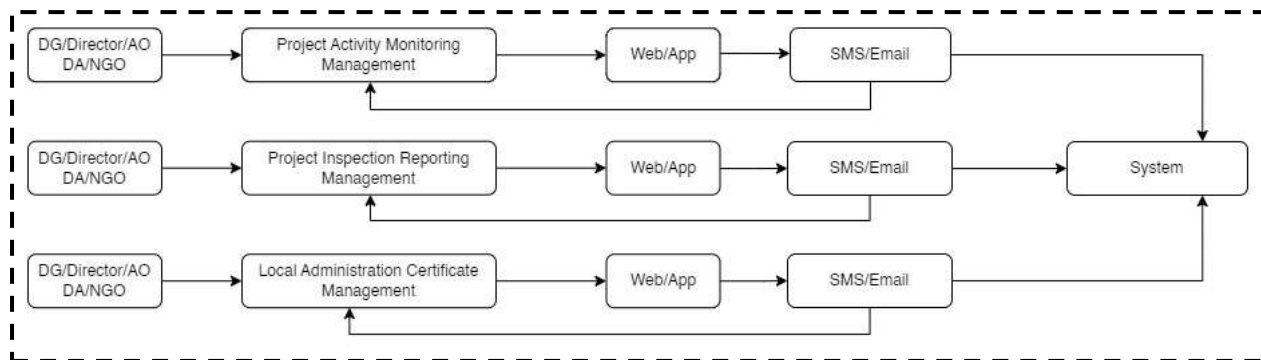 DG/Director/AO
DA/NGO
Project Activity Monitoring
Management
Web/App
SMS/Email
DG/Director/AO
DA/NGO
Project Inspection Reporting
Management
Web/App
SMS/Email
System
DG/Director/AO
DA/NGO
Local Administration Certificate
Management
Web/App
SMS/Email